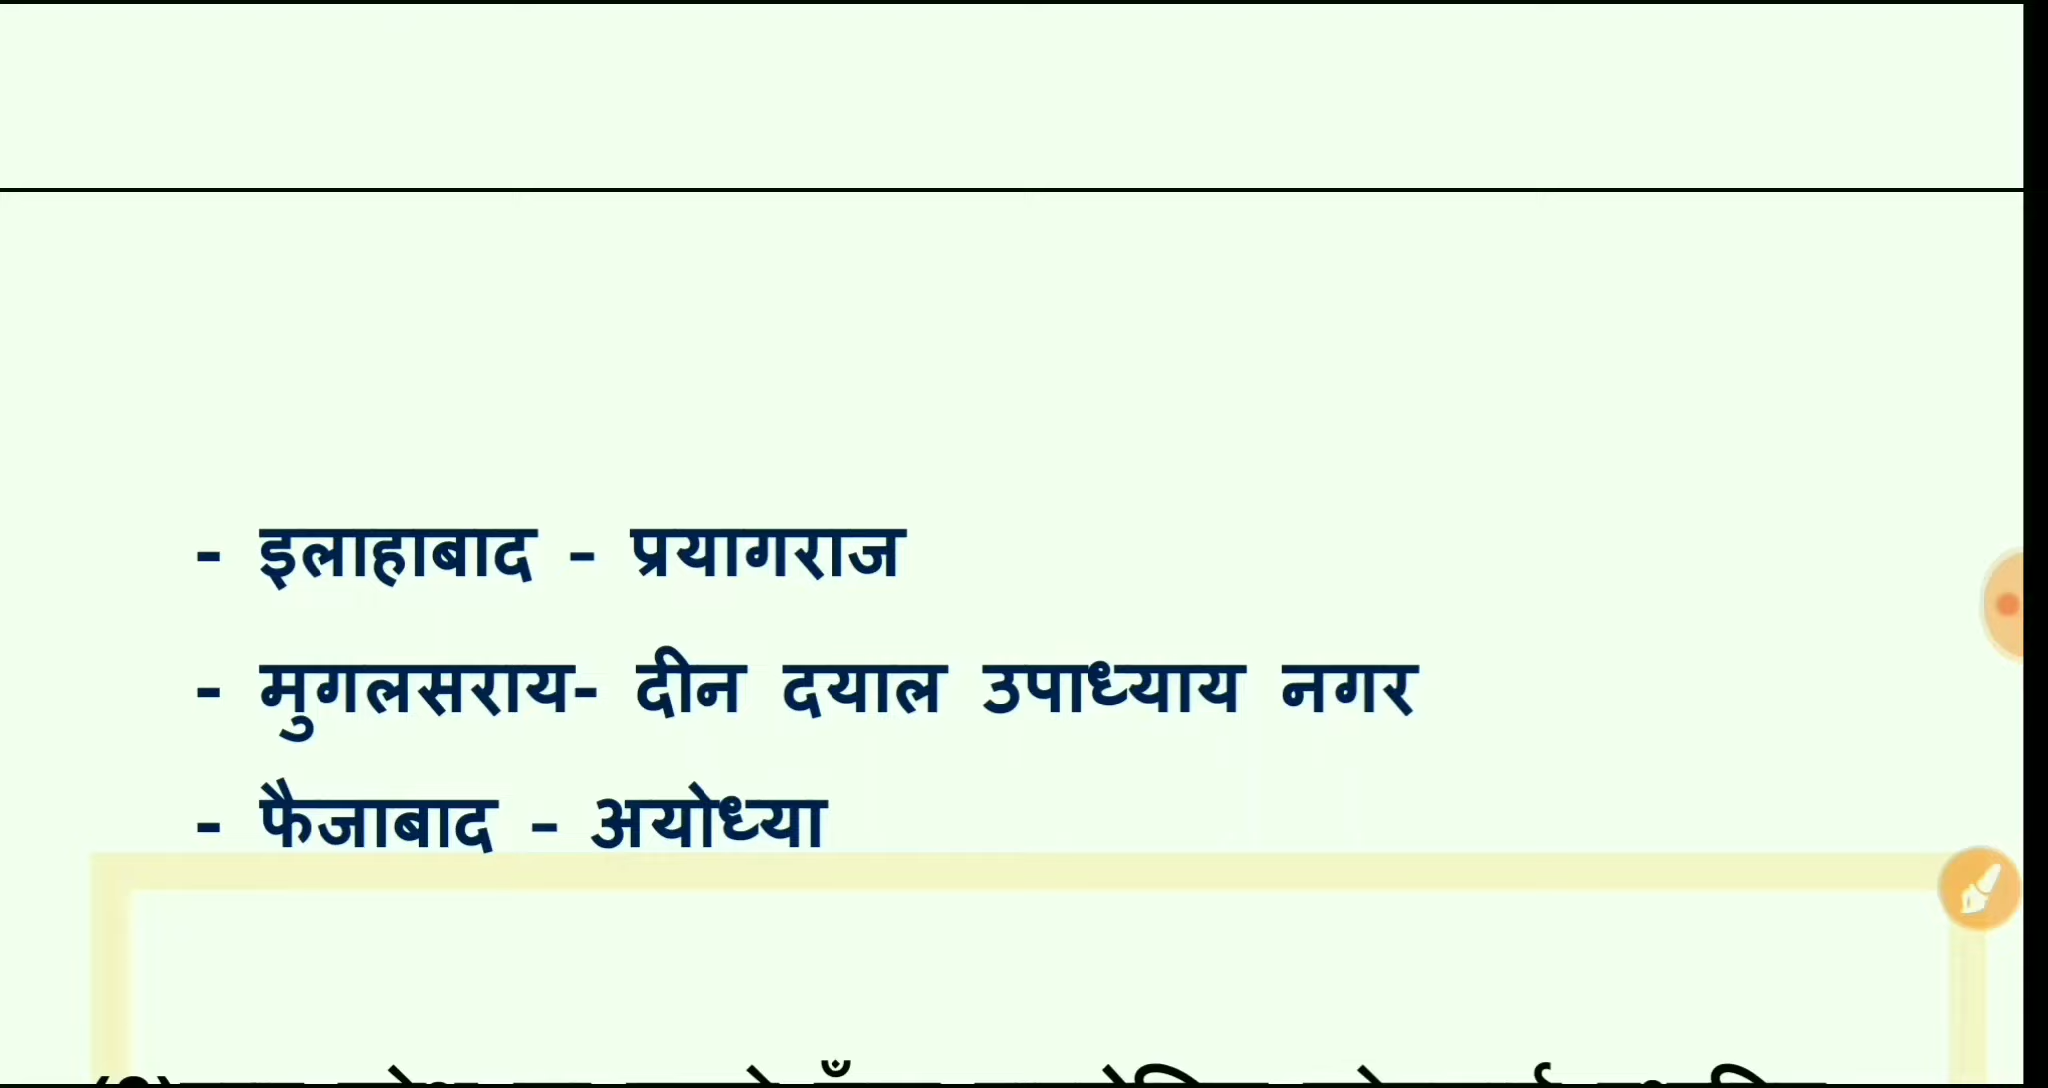 - इलाहाबाद - प्रयागराज
- मुगलसराय- दीन दयाल उपाध्याय नगर
- फैजाबाद - अयोध्या